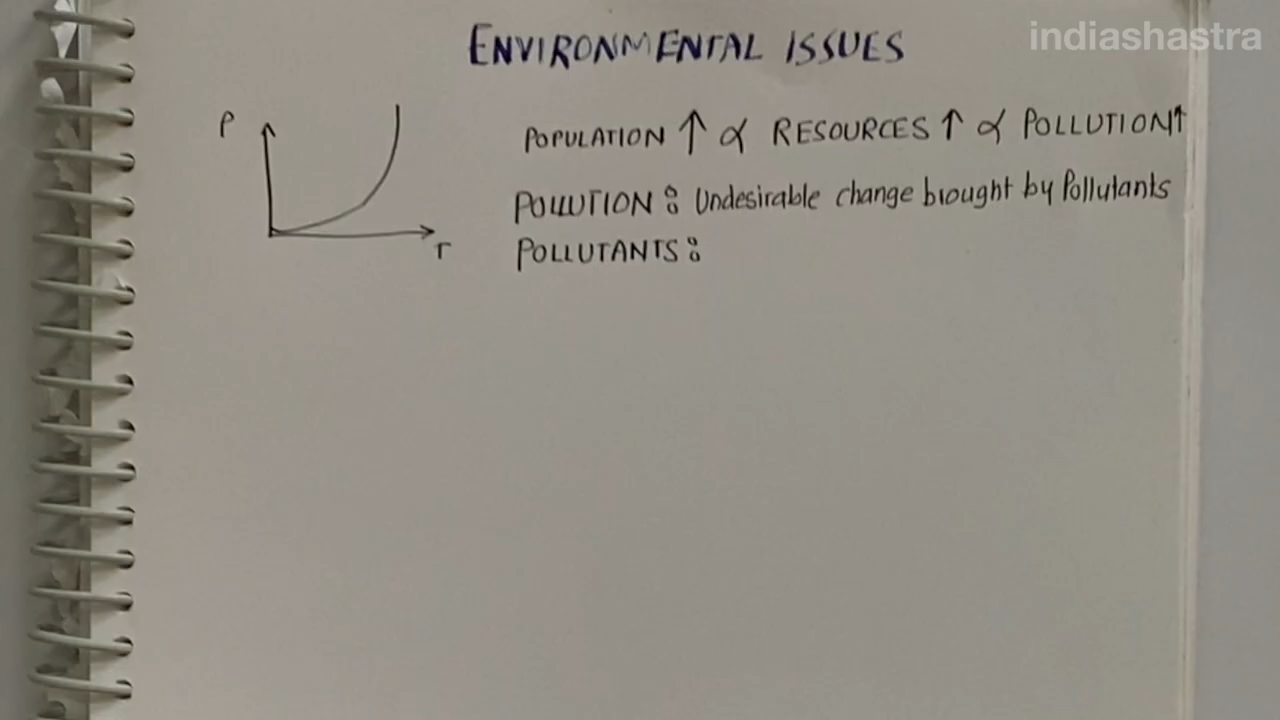 indiashastra
ENVIRONMENTAL ISSUES
P
T
POPULATION ↑ ∝ RESOURCES ↑ ∝ POLLUTION↑
POLLUTION : Undesirable change brought by Pollutants
POLLUTANTS :